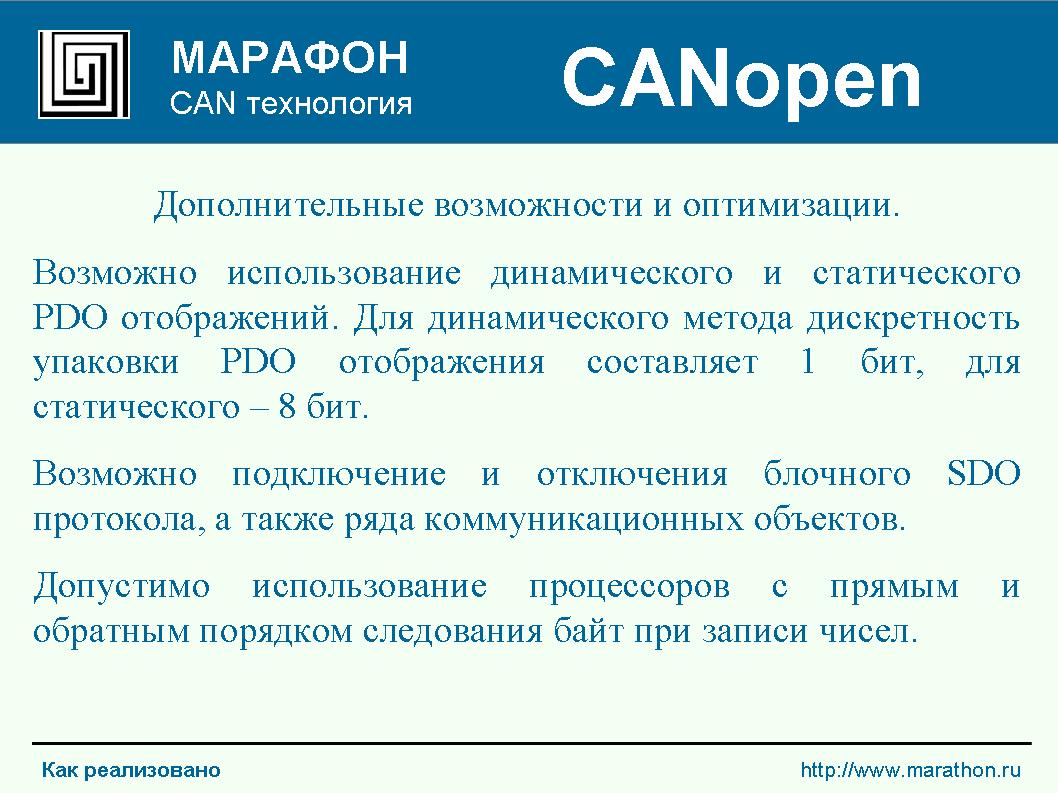 МАРАФОН
CAN технология
CANopen
Дополнительные возможности и оптимизации.
Возможно использование динамического и статического
PDO отображений. Для динамического метода дискретность
упаковки PDO отображения составляет 1 бит, для
статического – 8 бит.
Возможно подключение и отключения блочного SDO
протокола, а также ряда коммуникационных объектов.
Допустимо использование процессоров с прямым и
обратным порядком следования байт при записи чисел.
Как реализовано
http://www.marathon.ru